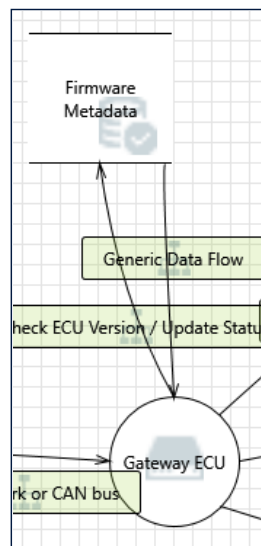 Firmware
Metadata
Generic Data Flow
heck ECU Version / Update Statu
Gateway ECU
rk or CAN bus